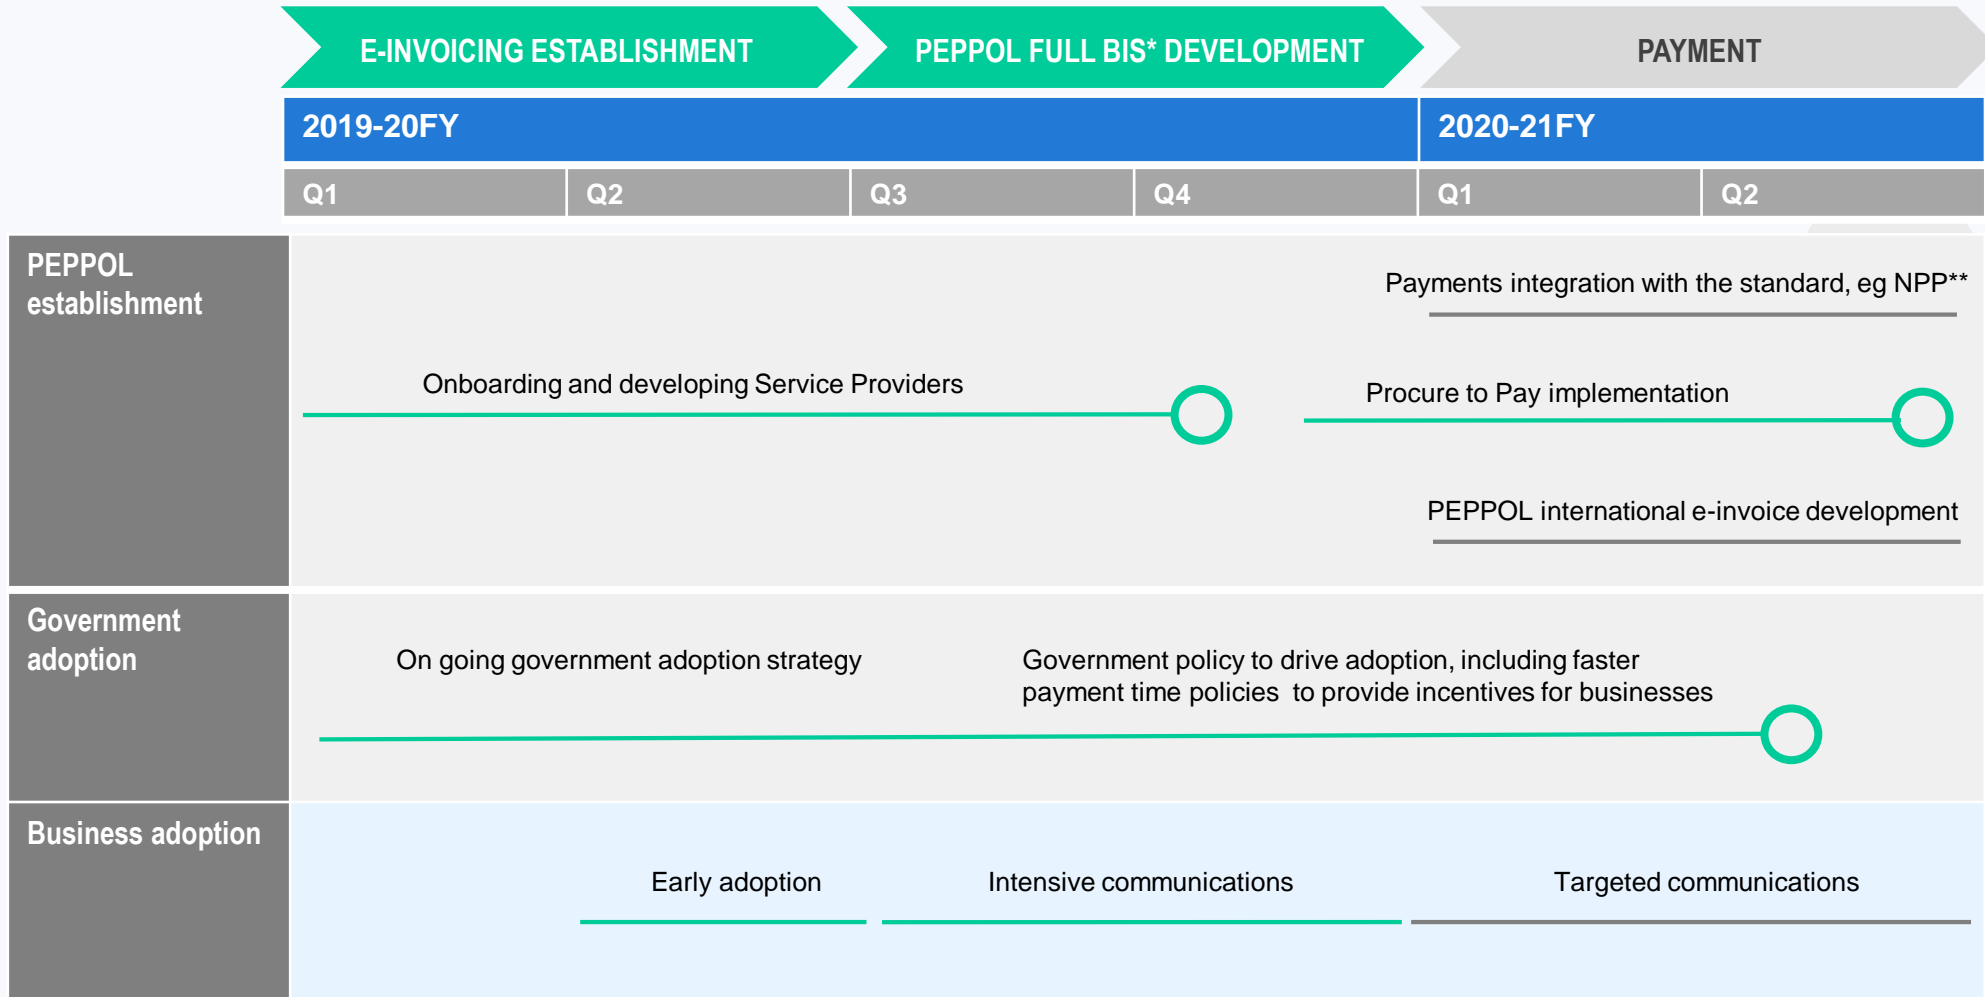 E-INVOICING ESTABLISHMENT
PEPPOL FULL BIS* DEVELOPMENT
PAYMENT
2019-20FY
2020-21FY
Q1
Q2
Q3
Q4
Q1
Q2
PEPPOL
establishment
Payments integration with the standard, eg NPP**
Onboarding and developing Service Providers
Procure to Pay implementation
PEPPOL international e-invoice development
Government
adoption
On going government adoption strategy
Government policy to drive adoption, including faster
payment time policies to provide incentives for businesses
Business adoption
Early adoption
Intensive communications
Targeted communications